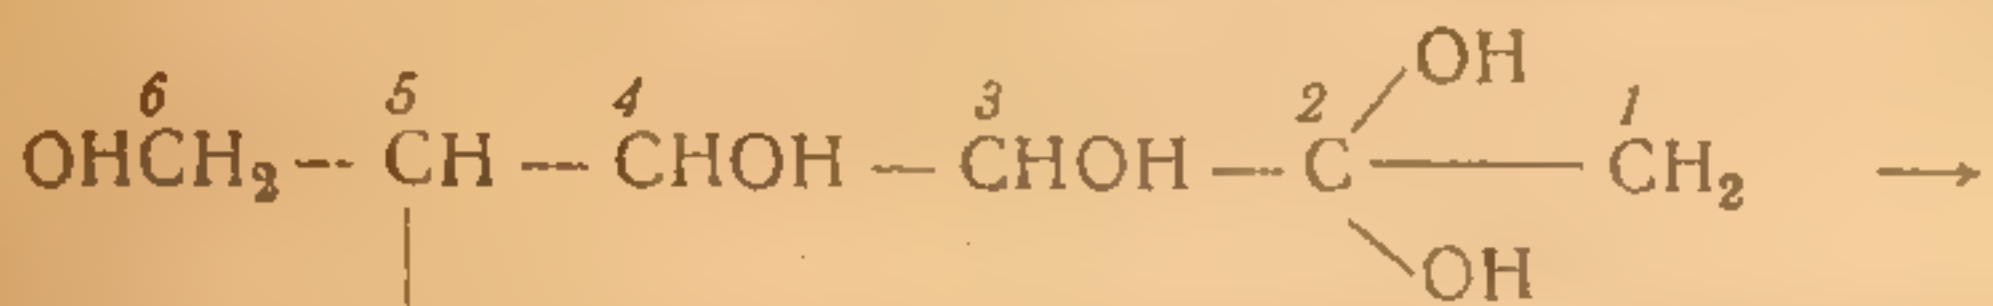 OH
6 5 4 3 2 1
OHCH₂-- CH -- CHOH -- CHOH -- C — CH₂ →
OH